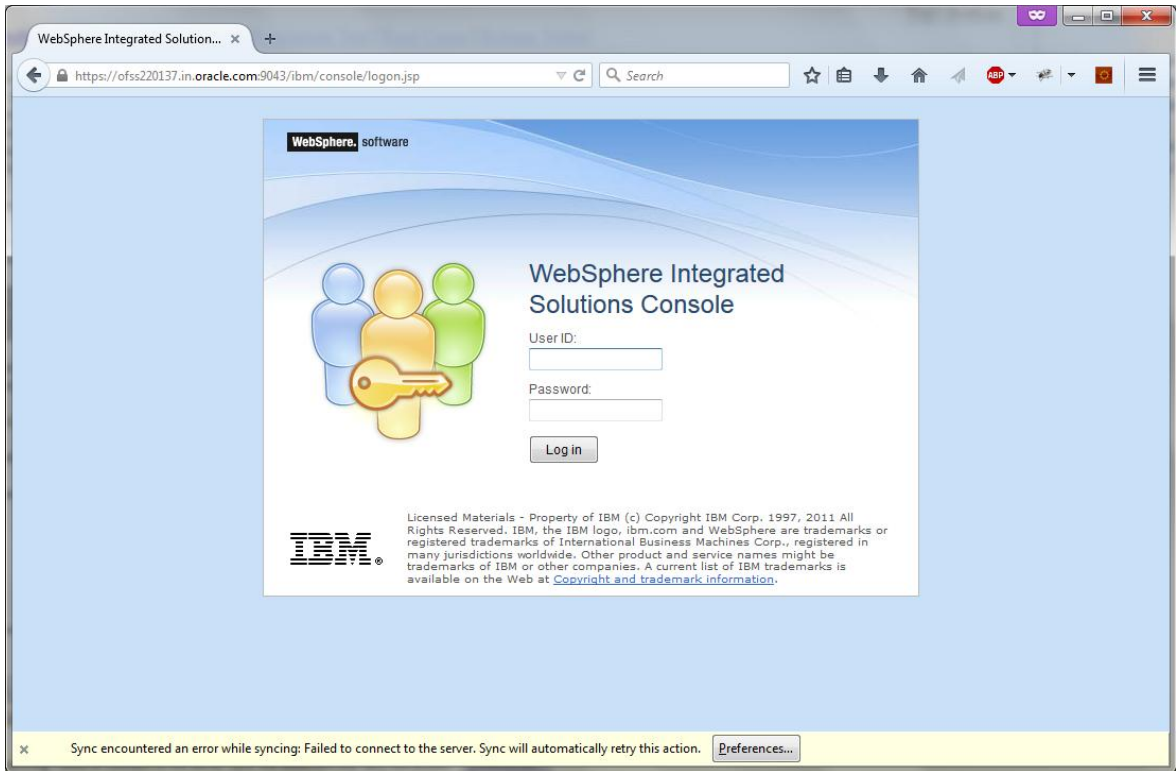 WebSphere Integrated Solution...
https://ofss220137.in.oracle.com:9043/ibm/console/logon.jsp
Search
ABP
WebSphere. software
WebSphere Integrated
Solutions Console
User ID:
Password:
Log in
IBM®
Licensed Materials - Property of IBM (c) Copyright IBM Corp. 1997, 2011 All
Rights Reserved. IBM, the IBM logo, ibm.com and WebSphere are trademarks or
registered trademarks of International Business Machines Corp., registered in
many jurisdictions worldwide. Other product and service names might be
trademarks of IBM or other companies. A current list of IBM trademarks is
available on the Web at Copyright and trademark information.
Sync encountered an error while syncing: Failed to connect to the server. Sync will automatically retry this action. Preferences...